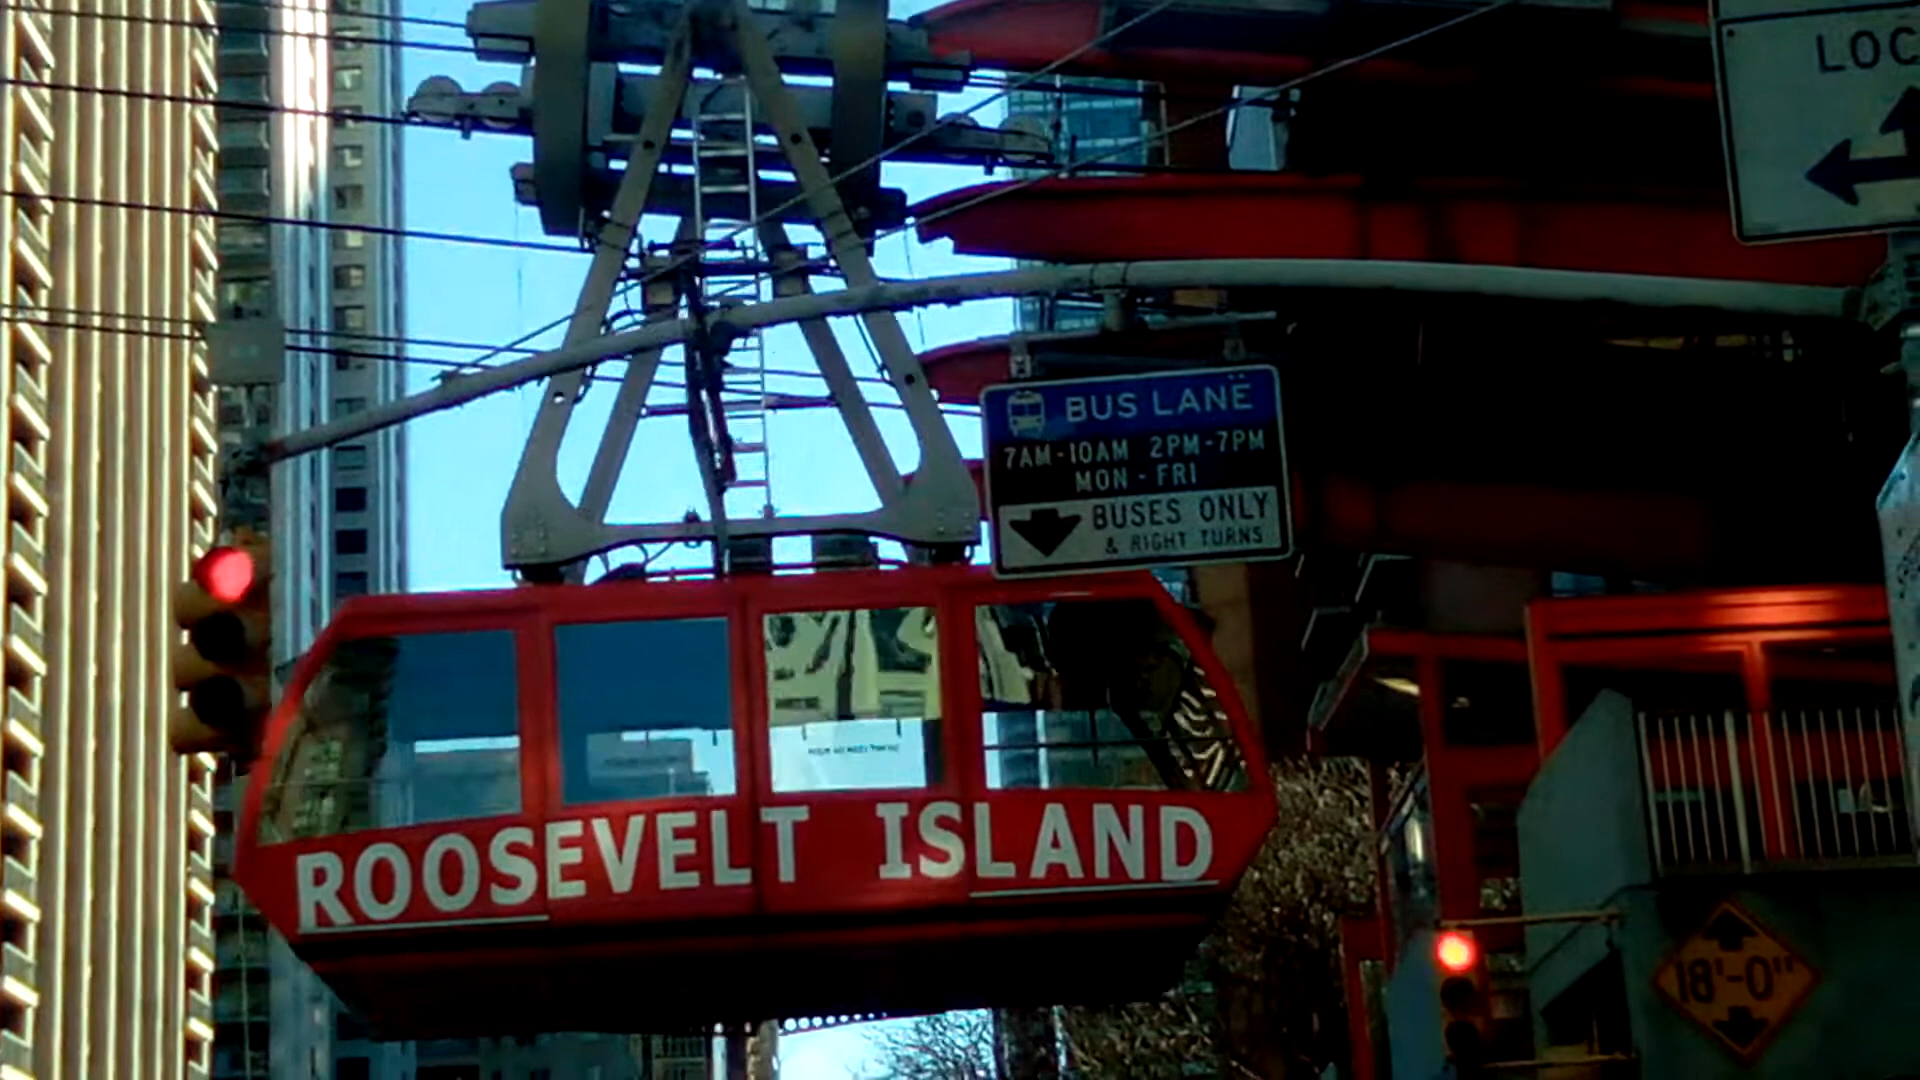 LOC
BUS LANE
7AM-10AM 2PM-7PM
MON - FRI
BUSES ONLY
& RIGHT TURNS
ROOSEVELT ISLAND
18'-0"